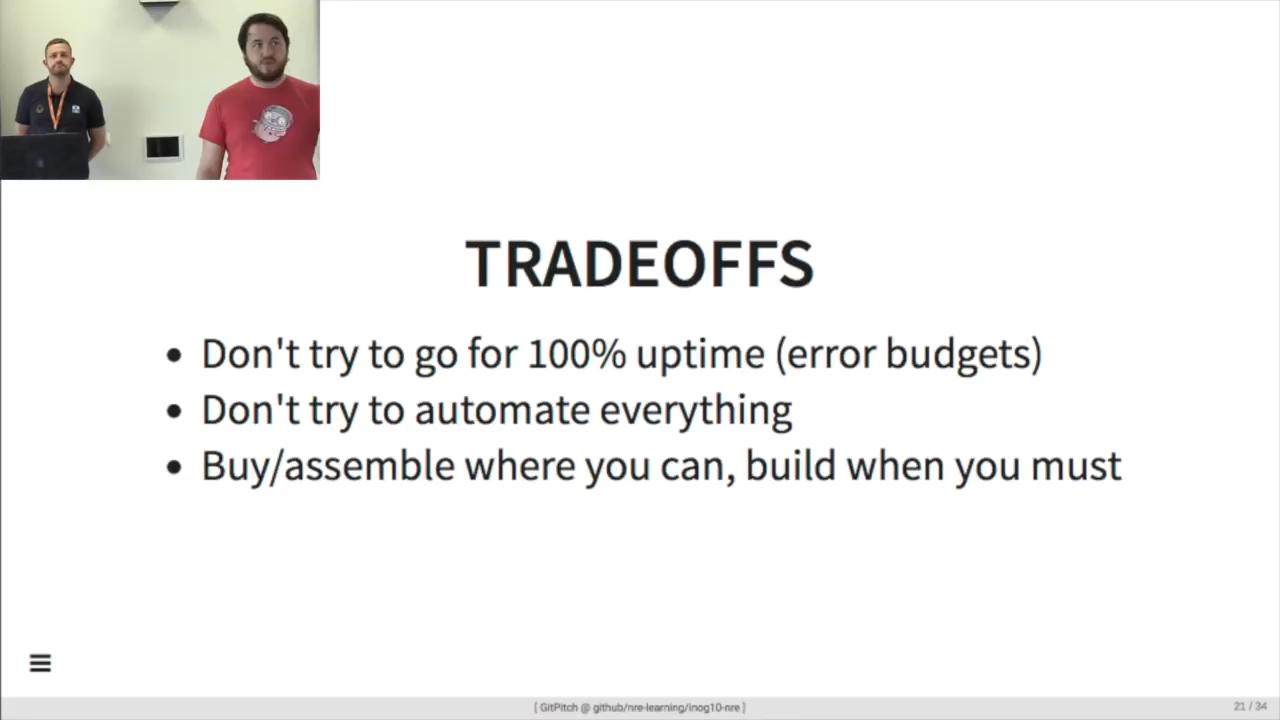 TRADEOFFS
Don't try to go for 100% uptime (error budgets)
Don't try to automate everything
Buy/assemble where you can, build when you must
[ GitPitch @ github/nre-learning/inog10-nre ]
21 / 34